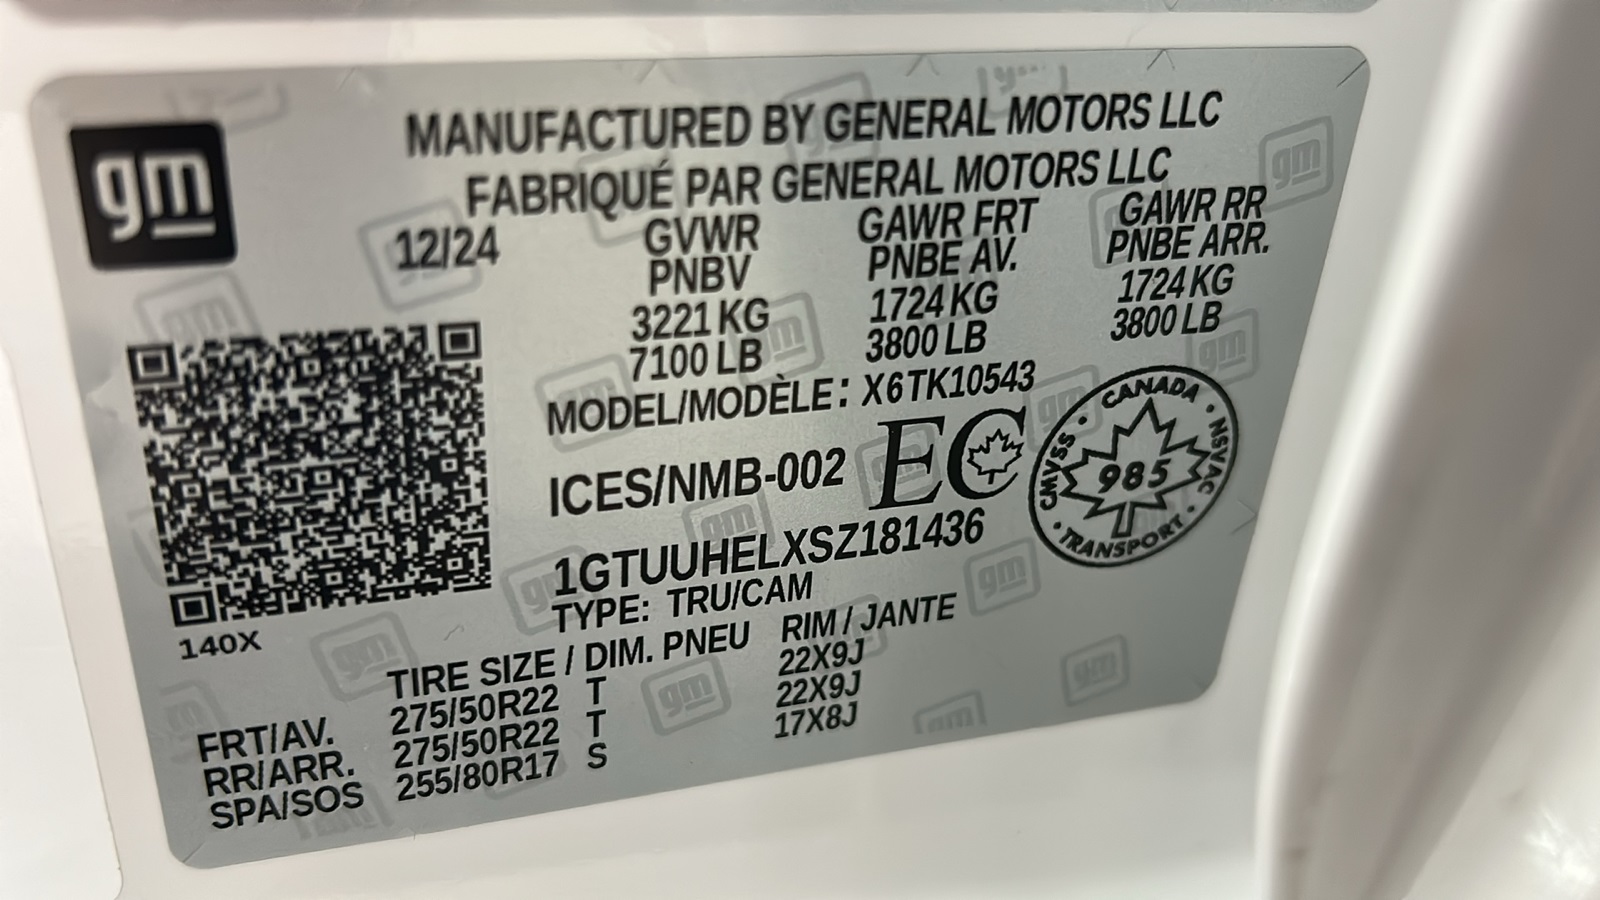 gm
MANUFACTURED BY GENERAL MOTORS LLC
FABRIQUÉ PAR GENERAL MOTORS LLC
12/24 GVWR GAWR FRT GAWR RR
PNBV PNBE AV. PNBE ARR.
3221 KG 1724 KG 1724 KG
7100 LB 3800 LB 3800 LB
MODEL/MODÈLE: X6TK10543
ICES/NMB-002 EC
CANADA · NSVAC · TRANSPORT · CMVSS ·
985
1GTUUHELXSZ181436
TYPE: TRU/CAM
140X
TIRE SIZE / DIM. PNEU RIM / JANTE
FRT/AV. 275/50R22 T 22X9J
RR/ARR. 275/50R22 T 22X9J
SPA/SOS 255/80R17 S 17X8J